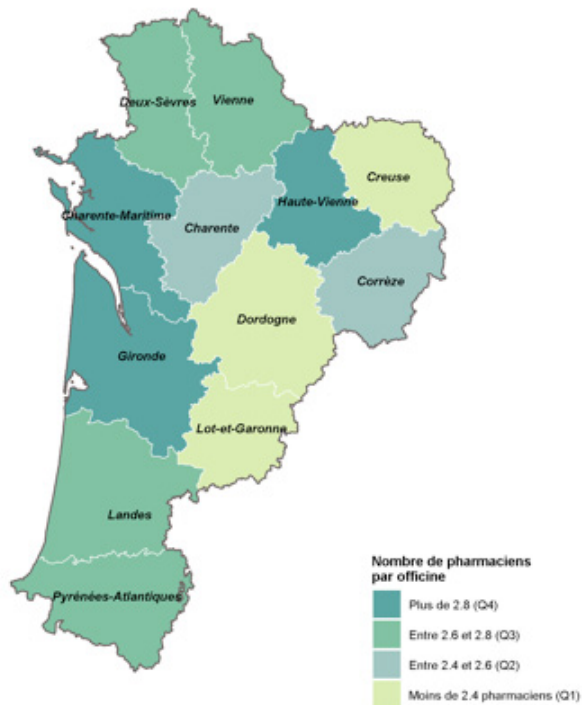 Deux-Sèvres
Vienne
Charente-Maritime
Charente
Haute-Vienne
Creuse
Corrèze
Dordogne
Gironde
Lot-et-Garonne
Landes
Pyrénées-Atlantiques
Nombre de pharmaciens
par officine
Plus de 2.8 (Q4)
Entre 2.6 et 2.8 (Q3)
Entre 2.4 et 2.6 (Q2)
Moins de 2.4 pharmaciens (Q1)